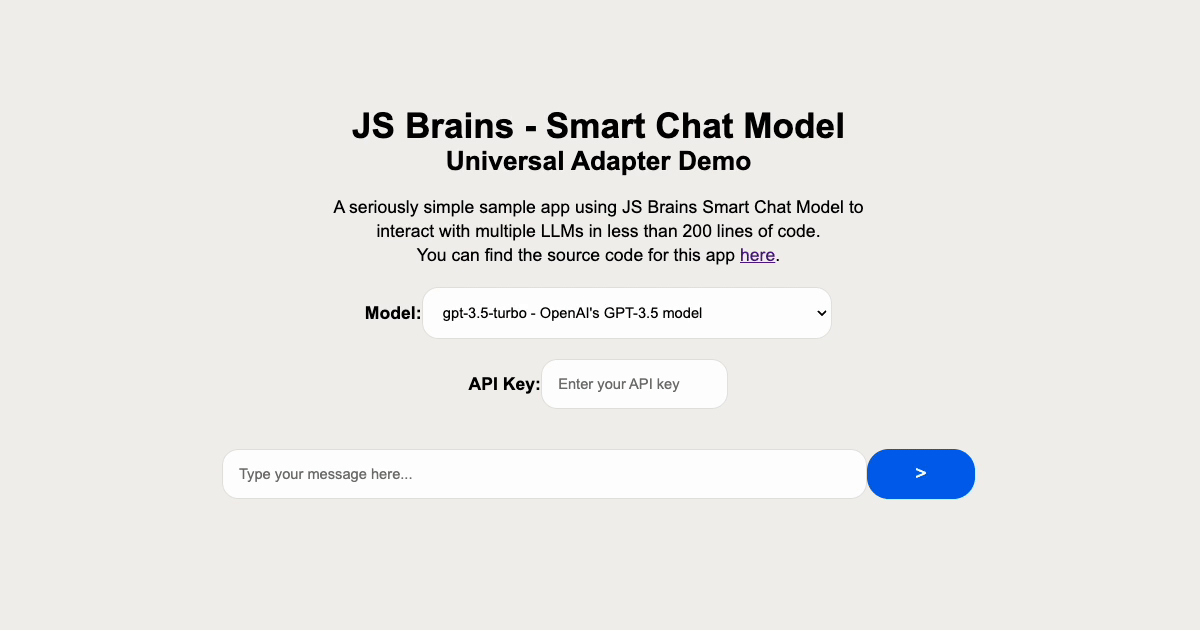 JS Brains - Smart Chat Model
Universal Adapter Demo
A seriously simple sample app using JS Brains Smart Chat Model to
interact with multiple LLMs in less than 200 lines of code.
You can find the source code for this app here.
Model: gpt-3.5-turbo - OpenAI's GPT-3.5 model
API Key: Enter your API key
Type your message here... >